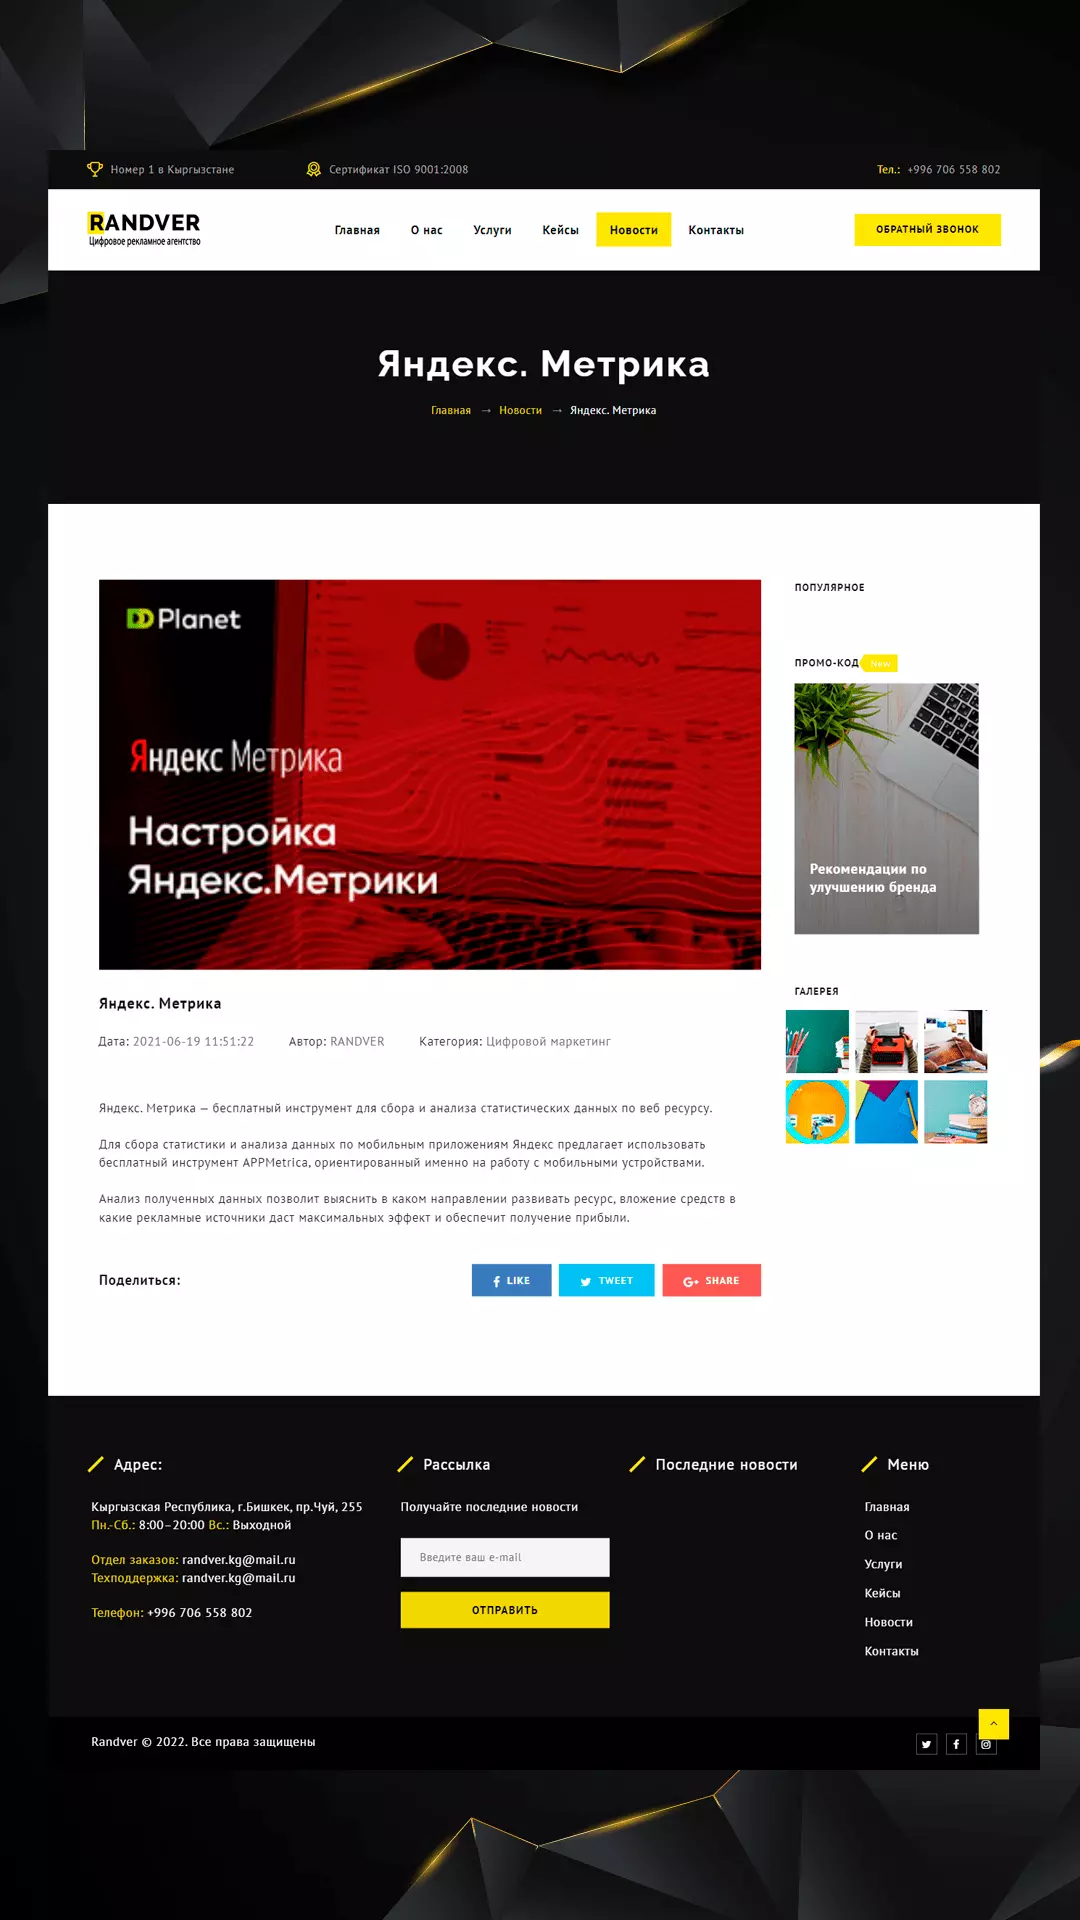 Номер 1 в Кыргызстане
Сертификат ISO 9001:2008
Тел.: +996 706 558 802
RANDVER
Цифровое рекламное агентство
Главная
О нас
Услуги
Кейсы
Новости
Контакты
ОБРАТНЫЙ ЗВОНОК
Яндекс. Метрика
Главная → Новости → Яндекс. Метрика
DD Planet
Яндекс Метрика
Настройка
Яндекс.Метрики
Яндекс. Метрика
Дата: 2021-06-19 11:51:22
Автор: RANDVER
Категория: Цифровой маркетинг
Яндекс. Метрика — бесплатный инструмент для сбора и анализа статистических данных по веб ресурсу.
Для сбора статистики и анализа данных по мобильным приложениям Яндекс предлагает использовать
бесплатный инструмент APPMetrica, ориентированный именно на работу с мобильными устройствами.
Анализ полученных данных позволит выяснить в каком направлении развивать ресурс, вложение средств в
какие рекламные источники даст максимальных эффект и обеспечит получение прибыли.
Поделиться:
LIKE
TWEET
G+ SHARE
ПОПУЛЯРНОЕ
ПРОМО-КОД New
Рекомендации по
улучшению бренда
ГАЛЕРЕЯ
Адрес:
Кыргызская Республика, г.Бишкек, пр.Чуй, 255
Пн.-Сб.: 8:00–20:00 Вс.: Выходной
Отдел заказов: randver.kg@mail.ru
Техподдержка: randver.kg@mail.ru
Телефон: +996 706 558 802
Рассылка
Получайте последние новости
Введите ваш e-mail
ОТПРАВИТЬ
Последние новости
Меню
Главная
О нас
Услуги
Кейсы
Новости
Контакты
Randver © 2022. Все права защищены